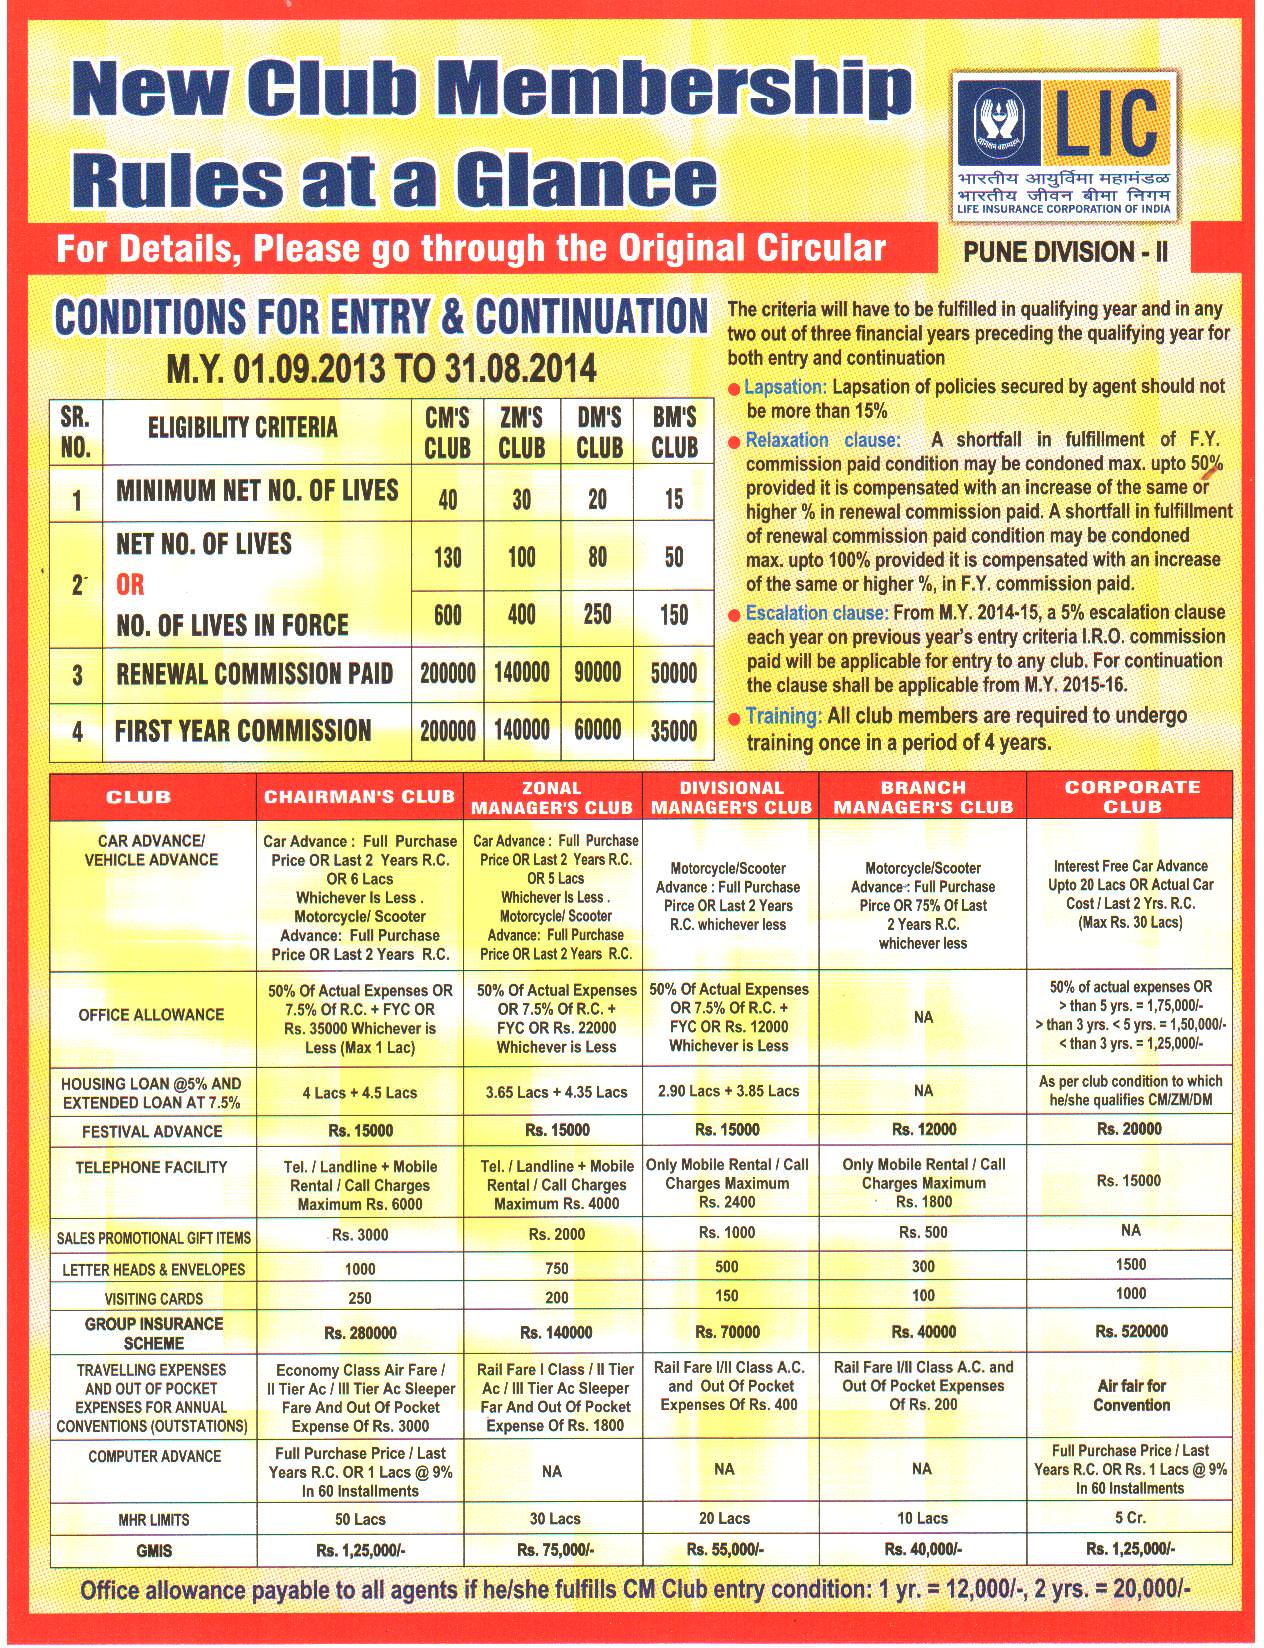 New Club Membership
Rules at a Glance
LIC
भारतीय आयुर्विमा महामंडळ
भारतीय जीवन बीमा निगम
LIFE INSURANCE CORPORATION OF INDIA
For Details, Please go through the Original Circular
PUNE DIVISION - II
CONDITIONS FOR ENTRY & CONTINUATION
M.Y. 01.09.2013 TO 31.08.2014
SR. NO. ELIGIBILITY CRITERIA CM'S CLUB ZM'S CLUB DM'S CLUB BM'S CLUB
1 MINIMUM NET NO. OF LIVES 40 30 20 15
2 NET NO. OF LIVES 130 100 80 50
OR
NO. OF LIVES IN FORCE 600 400 250 150
3 RENEWAL COMMISSION PAID 200000 140000 90000 50000
4 FIRST YEAR COMMISSION 200000 140000 60000 35000
The criteria will have to be fulfilled in qualifying year and in any
two out of three financial years preceding the qualifying year for
both entry and continuation
● Lapsation: Lapsation of policies secured by agent should not
be more than 15%
● Relaxation clause: A shortfall in fulfillment of F.Y.
commission paid condition may be condoned max. upto 50%
provided it is compensated with an increase of the same or
higher % in renewal commission paid. A shortfall in fulfillment
of renewal commission paid condition may be condoned
max. upto 100% provided it is compensated with an increase
of the same or higher %, in F.Y. commission paid.
● Escalation clause: From M.Y. 2014-15, a 5% escalation clause
each year on previous year's entry criteria I.R.O. commission
paid will be applicable for entry to any club. For continuation
the clause shall be applicable from M.Y. 2015-16.
● Training: All club members are required to undergo
training once in a period of 4 years.
CLUB
CHAIRMAN'S CLUB
ZONAL
MANAGER'S CLUB
DIVISIONAL
MANAGER'S CLUB
BRANCH
MANAGER'S CLUB
CORPORATE
CLUB
CAR ADVANCE/
VEHICLE ADVANCE
Car Advance : Full Purchase
Price OR Last 2 Years R.C.
OR 6 Lacs
Whichever Is Less .
Motorcycle/ Scooter
Advance: Full Purchase
Price OR Last 2 Years R.C.
Car Advance : Full Purchase
Price OR Last 2 Years R.C.
OR 5 Lacs
Whichever Is Less .
Motorcycle/ Scooter
Advance: Full Purchase
Price OR Last 2 Years R.C.
Motorcycle/Scooter
Advance : Full Purchase
Pirce OR Last 2 Years
R.C. whichever less
Motorcycle/Scooter
Advance : Full Purchase
Pirce OR 75% Of Last
2 Years R.C.
whichever less
Interest Free Car Advance
Upto 20 Lacs OR Actual Car
Cost / Last 2 Yrs. R.C.
(Max Rs. 30 Lacs)
OFFICE ALLOWANCE
50% Of Actual Expenses OR
7.5% Of R.C. + FYC OR
Rs. 35000 Whichever is
Less (Max 1 Lac)
50% Of Actual Expenses
OR 7.5% Of R.C. +
FYC OR Rs. 22000
Whichever is Less
50% Of Actual Expenses
OR 7.5% Of R.C. +
FYC OR Rs. 12000
Whichever is Less
NA
50% of actual expenses OR
> than 5 yrs. = 1,75,000/-
> than 3 yrs. < 5 yrs. = 1,50,000/-
< than 3 yrs. = 1,25,000/-
HOUSING LOAN @5% AND
EXTENDED LOAN AT 7.5%
4 Lacs + 4.5 Lacs
3.65 Lacs + 4.35 Lacs
2.90 Lacs + 3.85 Lacs
NA
As per club condition to which
he/she qualifies CM/ZM/DM
FESTIVAL ADVANCE Rs. 15000 Rs. 15000 Rs. 15000 Rs. 12000 Rs. 20000
TELEPHONE FACILITY
Tel. / Landline + Mobile
Rental / Call Charges
Maximum Rs. 6000
Tel. / Landline + Mobile
Rental / Call Charges
Maximum Rs. 4000
Only Mobile Rental / Call
Charges Maximum
Rs. 2400
Only Mobile Rental / Call
Charges Maximum
Rs. 1800
Rs. 15000
SALES PROMOTIONAL GIFT ITEMS Rs. 3000 Rs. 2000 Rs. 1000 Rs. 500 NA
LETTER HEADS & ENVELOPES 1000 750 500 300 1500
VISITING CARDS 250 200 150 100 1000
GROUP INSURANCE
SCHEME
Rs. 280000 Rs. 140000 Rs. 70000 Rs. 40000 Rs. 520000
TRAVELLING EXPENSES
AND OUT OF POCKET
EXPENSES FOR ANNUAL
CONVENTIONS (OUTSTATIONS)
Economy Class Air Fare /
II Tier Ac / III Tier Ac Sleeper
Fare And Out Of Pocket
Expense Of Rs. 3000
Rail Fare I Class / II Tier
Ac / III Tier Ac Sleeper
Far And Out Of Pocket
Expense Of Rs. 1800
Rail Fare I/II Class A.C.
and Out Of Pocket
Expenses Of Rs. 400
Rail Fare I/II Class A.C. and
Out Of Pocket Expenses
Of Rs. 200
Air fair for
Convention
COMPUTER ADVANCE
Full Purchase Price / Last
Years R.C. OR 1 Lacs @ 9%
In 60 Installments
NA
NA
NA
Full Purchase Price / Last
Years R.C. OR Rs. 1 Lacs @ 9%
In 60 Installments
MHR LIMITS 50 Lacs 30 Lacs 20 Lacs 10 Lacs 5 Cr.
GMIS Rs. 1,25,000/- Rs. 75,000/- Rs. 55,000/- Rs. 40,000/- Rs. 1,25,000/-
Office allowance payable to all agents if he/she fulfills CM Club entry condition: 1 yr. = 12,000/-, 2 yrs. = 20,000/-